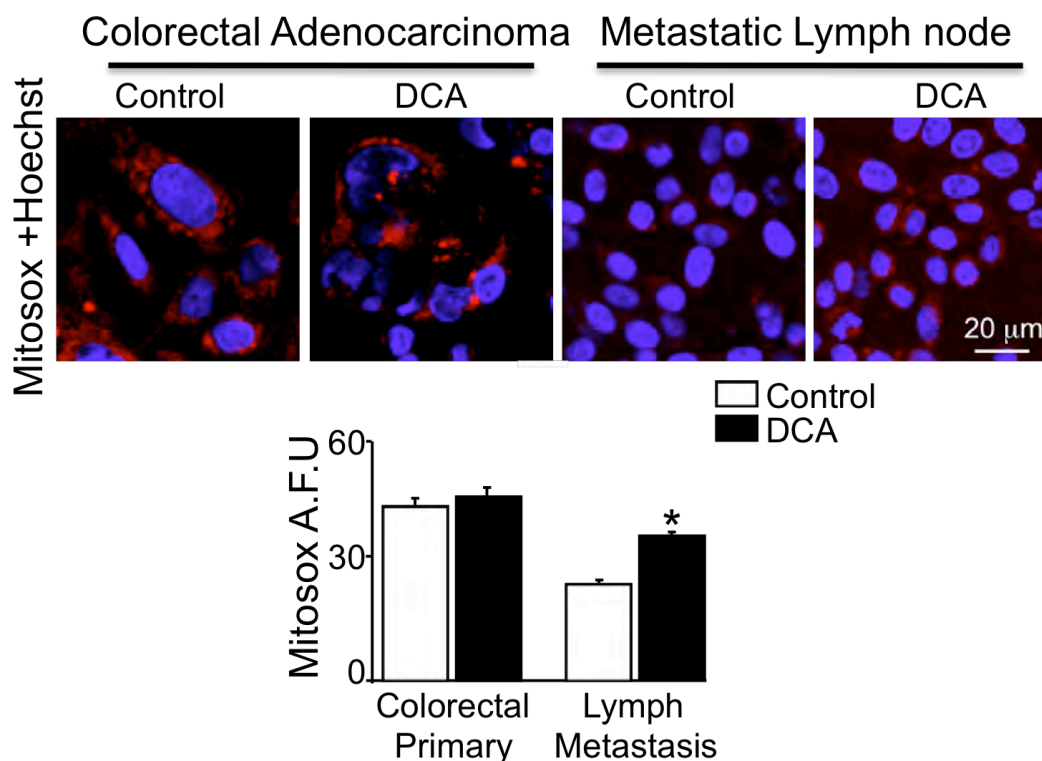 Colorectal Adenocarcinoma
Metastatic Lymph node
Control
DCA
Control
DCA
Mitosox +Hoechst
20 μm
Control
DCA
Mitosox A.F.U
60
30
0
*
Colorectal
Primary
Lymph
Metastasis